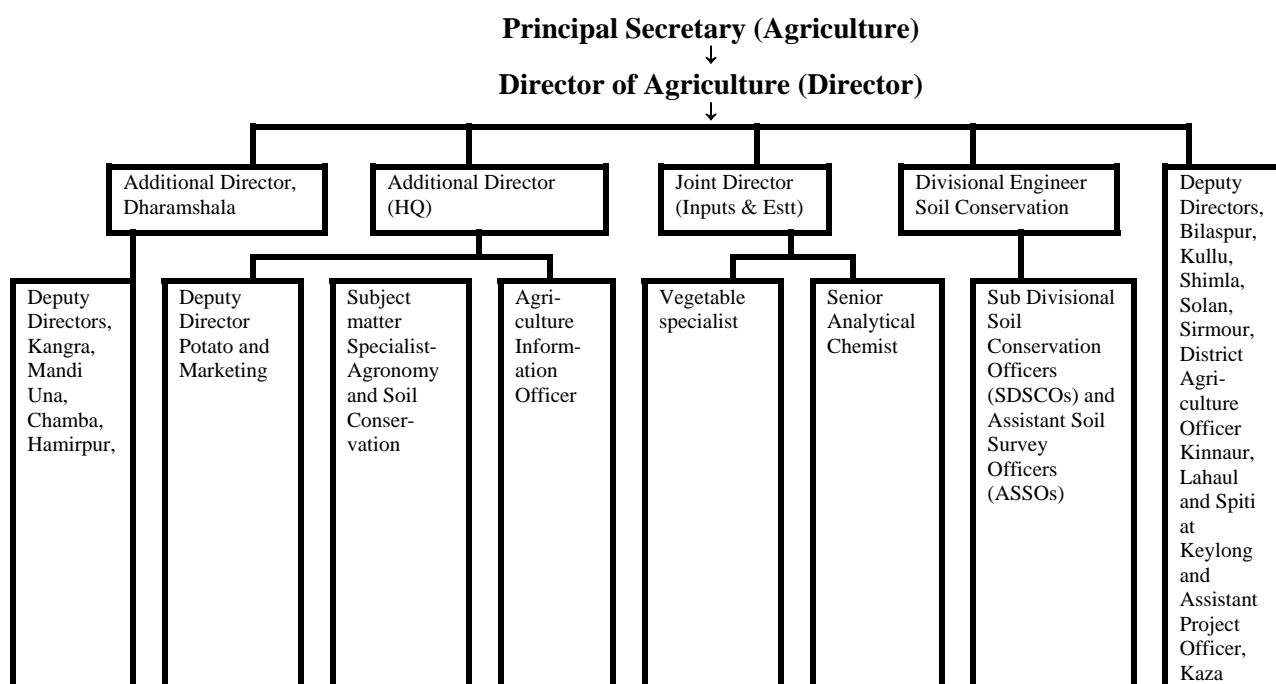 Principal Secretary (Agriculture)
↓
Director of Agriculture (Director)
↓
Additional Director,
Dharamshala
Additional Director
(HQ)
Joint Director
(Inputs & Estt)
Divisional Engineer
Soil Conservation
Deputy
Directors,
Bilaspur,
Kullu,
Shimla,
Solan,
Sirmour,
District
Agri-
culture
Officer
Kinnaur,
Lahaul
and Spiti
at
Keylong
and
Assistant
Project
Officer,
Kaza
Deputy
Directors,
Kangra,
Mandi
Una,
Chamba,
Hamirpur,
Deputy
Director
Potato and
Marketing
Subject
matter
Specialist-
Agronomy
and Soil
Conser-
vation
Agri-
culture
Inform-
ation
Officer
Vegetable
specialist
Senior
Analytical
Chemist
Sub Divisional
Soil
Conservation
Officers
(SDSCOs) and
Assistant Soil
Survey
Officers
(ASSOs)